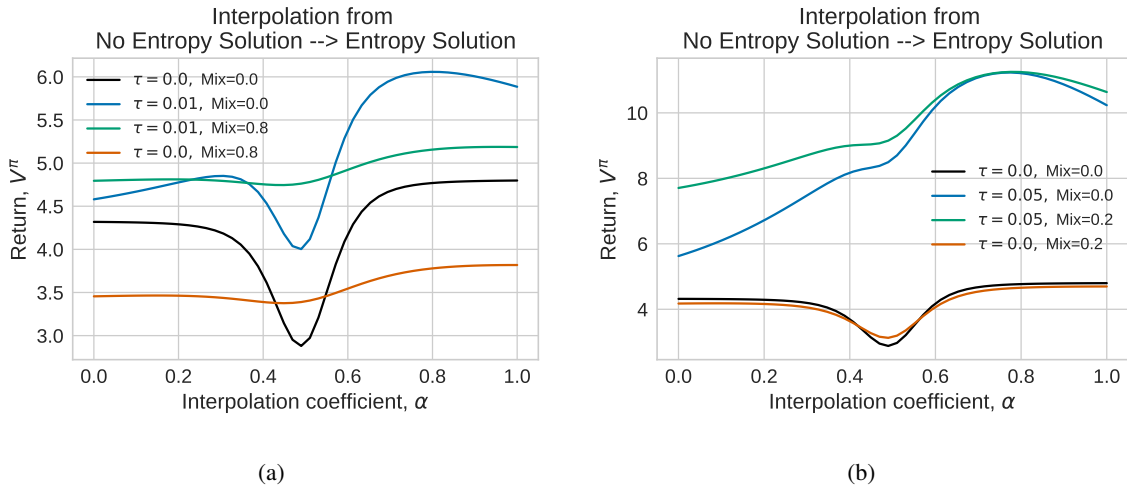 Interpolation from
No Entropy Solution --> Entropy Solution
Return, V^π
6.0
5.5
5.0
4.5
4.0
3.5
3.0
τ = 0.0, Mix=0.0
τ = 0.01, Mix=0.0
τ = 0.01, Mix=0.8
τ = 0.0, Mix=0.8
0.0 0.2 0.4 0.6 0.8 1.0
Interpolation coefficient, α
(a)
Interpolation from
No Entropy Solution --> Entropy Solution
Return, V^π
10
8
6
4
τ = 0.0, Mix=0.0
τ = 0.05, Mix=0.0
τ = 0.05, Mix=0.2
τ = 0.0, Mix=0.2
0.0 0.2 0.4 0.6 0.8 1.0
Interpolation coefficient, α
(b)